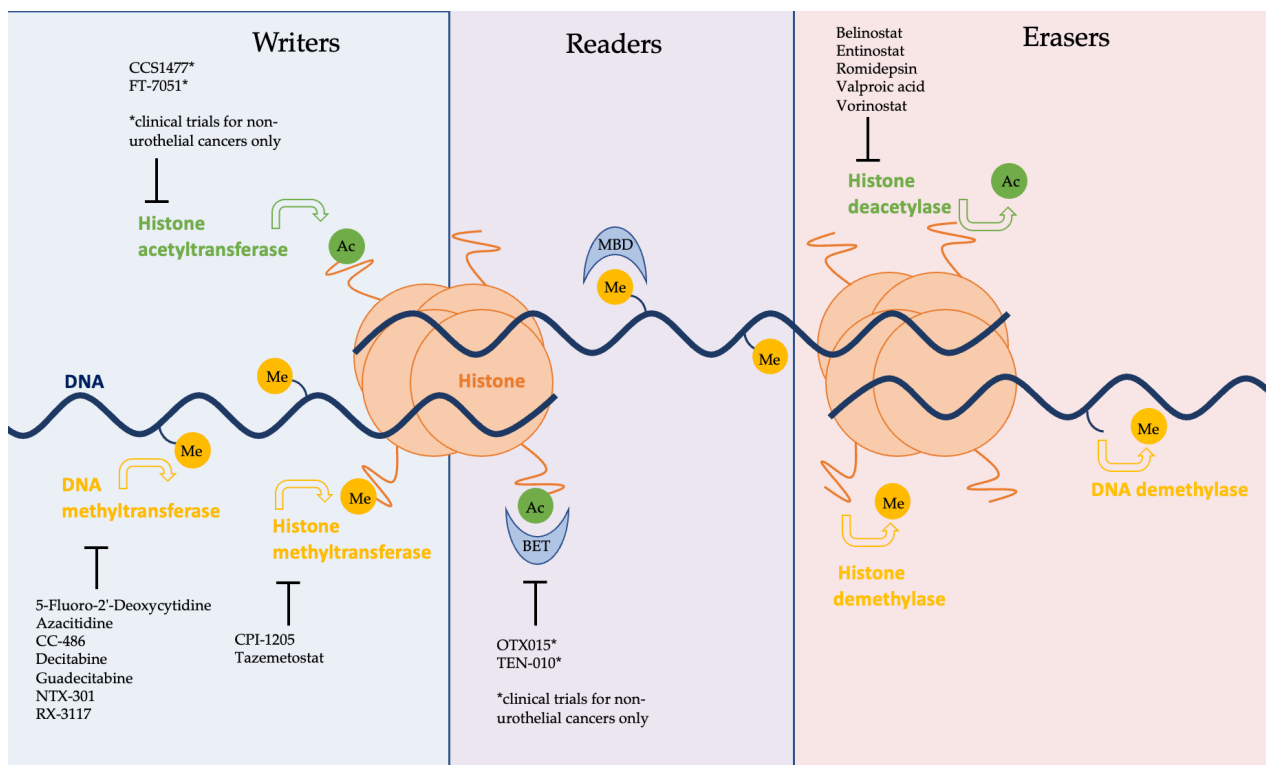 Writers
CCS1477*
FT-7051*
*clinical trials for non-
urothelial cancers only
Histone
acetyltransferase
Ac
DNA
Me
Me
DNA
methyltransferase
Histone
methyltransferase
Me
5-Fluoro-2'-Deoxycytidine
Azacitidine
CC-486
Decitabine
Guadecitabine
NTX-301
RX-3117
CPI-1205
Tazemetostat
Readers
MBD
Me
Me
Histone
Ac
BET
OTX015*
TEN-010*
*clinical trials for non-
urothelial cancers only
Erasers
Belinostat
Entinostat
Romidepsin
Valproic acid
Vorinostat
Histone
deacetylase
Ac
Me
DNA demethylase
Me
Histone
demethylase